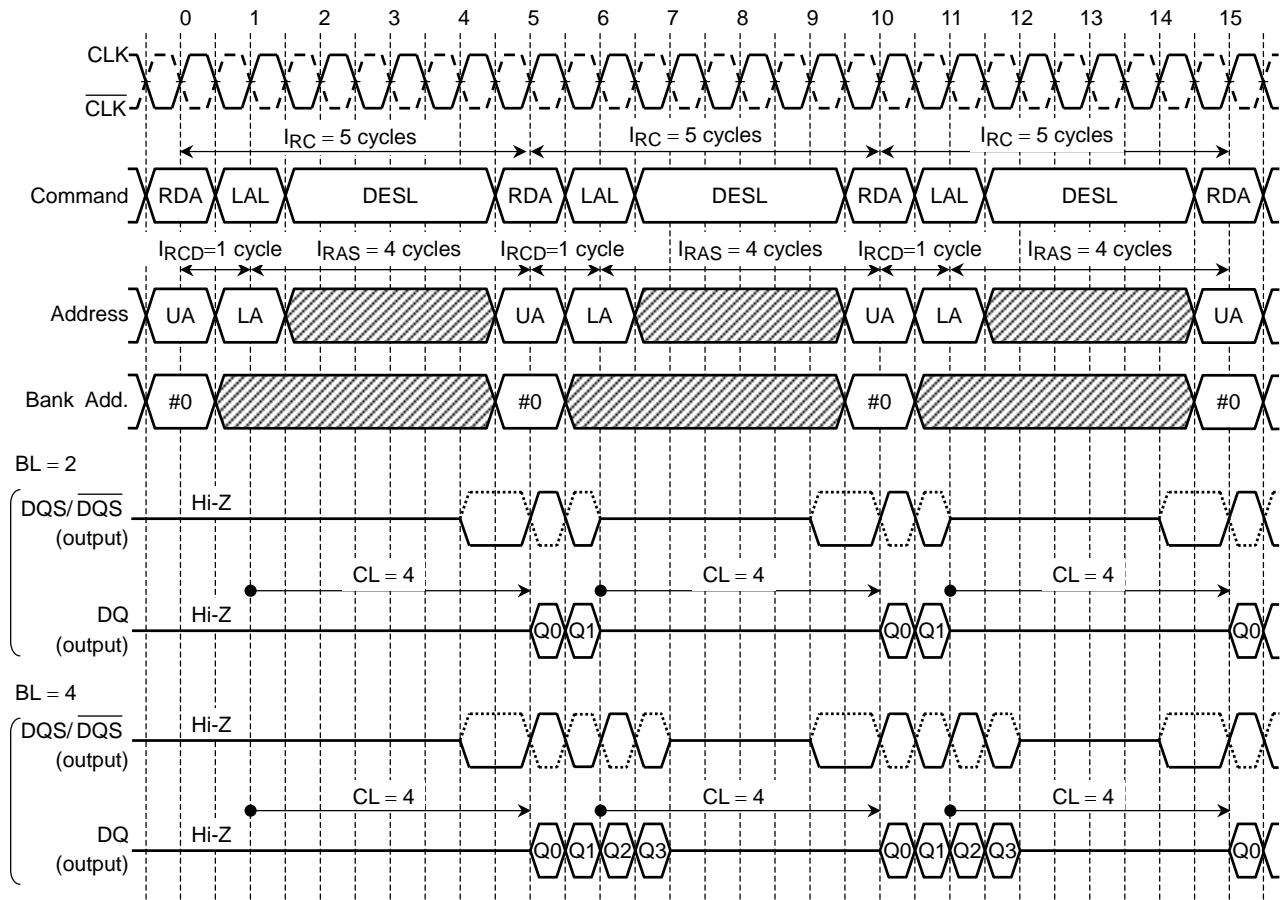 0 1 2 3 4 5 6 7 8 9 10 11 12 13 14 15
CLK
CLK
IRC = 5 cycles IRC = 5 cycles IRC = 5 cycles
Command RDA LAL DESL RDA LAL DESL RDA LAL DESL RDA
IRCD=1 cycle IRAS = 4 cycles IRCD=1 cycle IRAS = 4 cycles IRCD=1 cycle IRAS = 4 cycles
Address UA LA UA LA UA LA UA
Bank Add. #0 #0 #0 #0
BL = 2
DQS/DQS Hi-Z
(output)
CL = 4 CL = 4 CL = 4
DQ Hi-Z Q0 Q1 Q0 Q1 Q0
(output)
BL = 4
DQS/DQS Hi-Z
(output)
CL = 4 CL = 4 CL = 4
DQ Hi-Z Q0 Q1 Q2 Q3 Q0 Q1 Q2 Q3 Q0
(output)